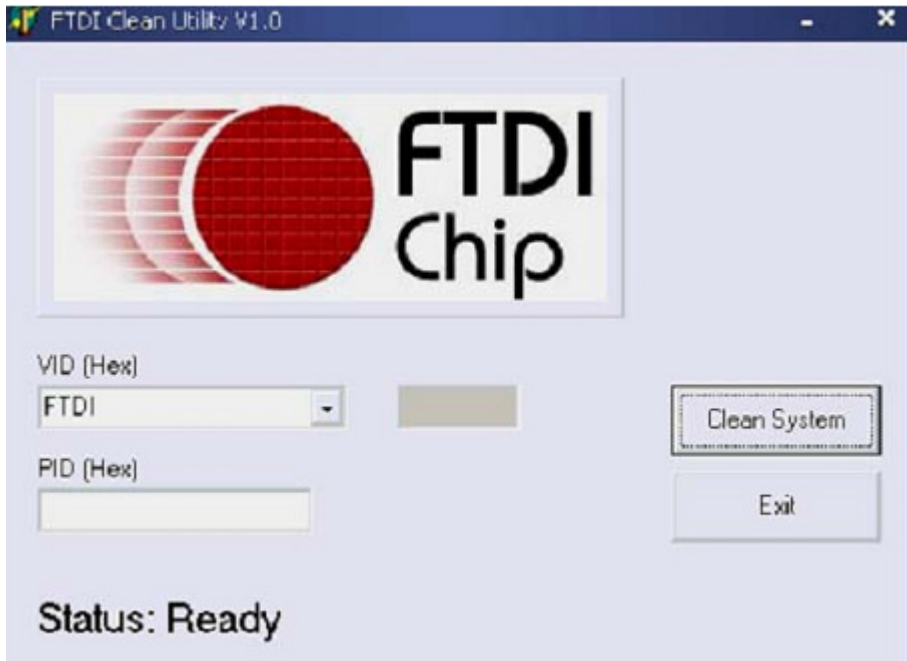 FTDI Clean Utility V1.0
FTDI
Chip
VID (Hex)
FTDI
Clean System
PID (Hex)
Exit
Status: Ready